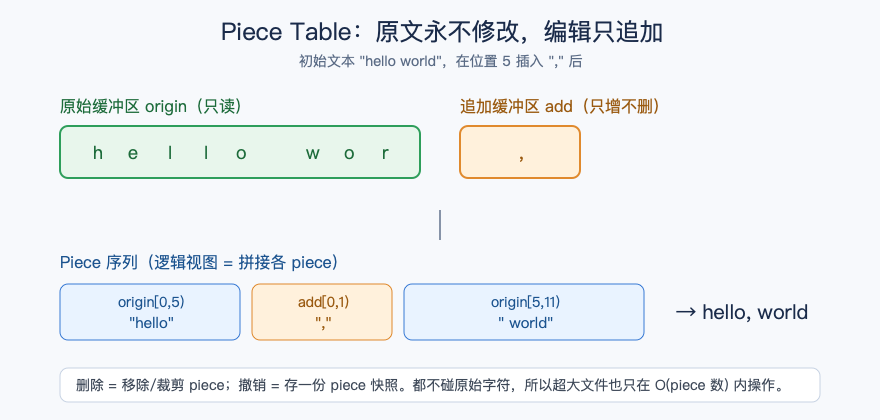 Piece Table：原文永不修改，编辑只追加
初始文本 "hello world"，在位置 5 插入 "," 后
原始缓冲区 origin（只读）
追加缓冲区 add（只增不删）
h e l l o   w o r
,
Piece 序列（逻辑视图 = 拼接各 piece）
origin[0,5)
"hello"
add[0,1)
","
origin[5,11)
" world"
→ hello, world
删除 = 移除/裁剪 piece；撤销 = 存一份 piece 快照。都不碰原始字符，所以超大文件也只在 O(piece 数) 内操作。